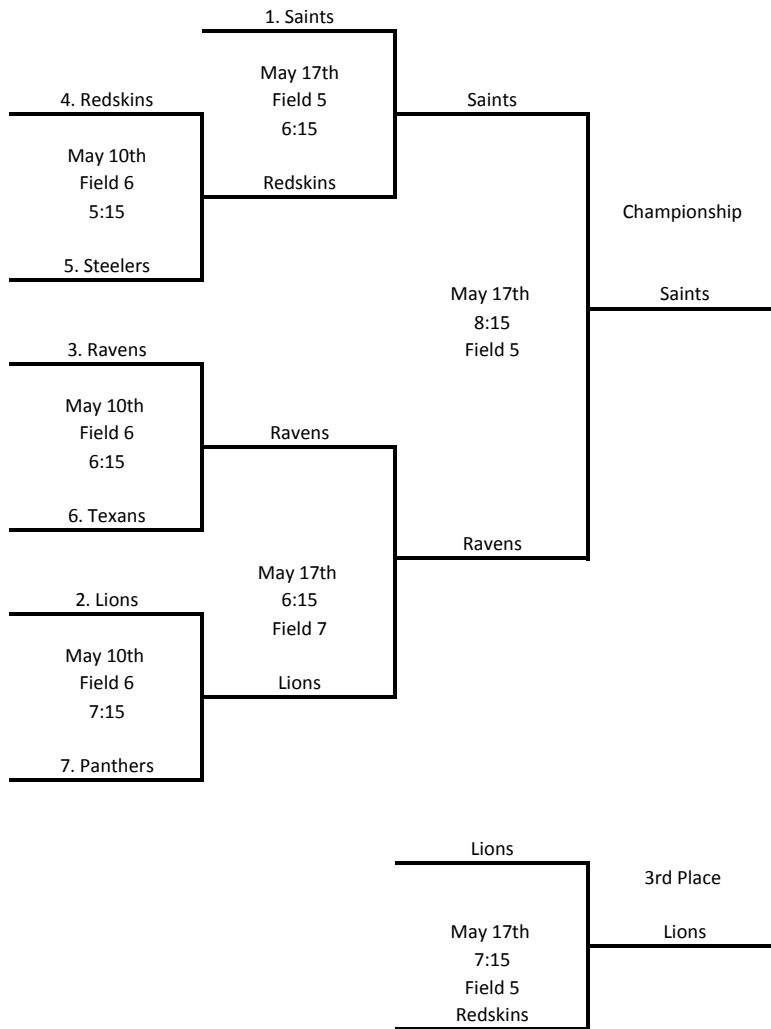 1. Saints
May 17th
Field 5
6:15
4. Redskins
May 10th
Field 6
5:15
5. Steelers
Redskins
Saints
Championship
Saints
May 17th
8:15
Field 5
3. Ravens
May 10th
Field 6
6:15
6. Texans
Ravens
May 17th
6:15
Field 7
Ravens
2. Lions
May 10th
Field 6
7:15
7. Panthers
Lions
Lions
3rd Place
Lions
May 17th
7:15
Field 5
Redskins